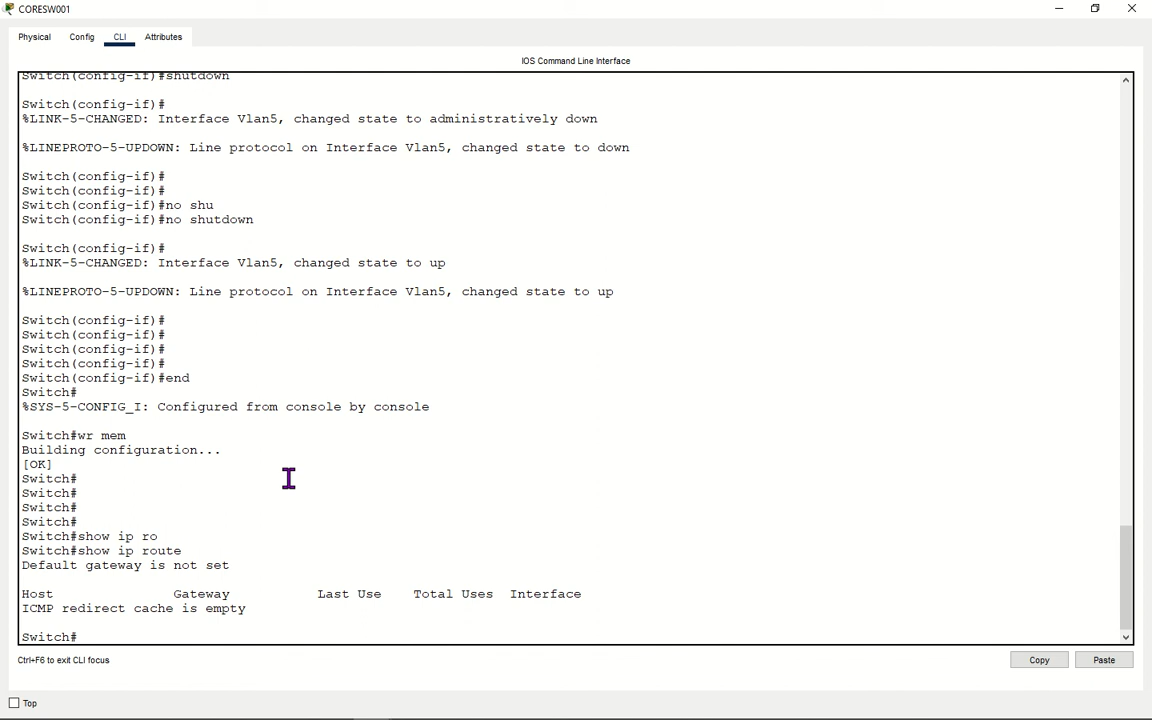 CORESW001
Physical Config CLI Attributes
IOS Command Line Interface
Switch(config-if)#shutdown
Switch(config-if)#
%LINK-5-CHANGED: Interface Vlan5, changed state to administratively down
%LINEPROTO-5-UPDOWN: Line protocol on Interface Vlan5, changed state to down
Switch(config-if)#
Switch(config-if)#
Switch(config-if)#no shu
Switch(config-if)#no shutdown
Switch(config-if)#
%LINK-5-CHANGED: Interface Vlan5, changed state to up
%LINEPROTO-5-UPDOWN: Line protocol on Interface Vlan5, changed state to up
Switch(config-if)#
Switch(config-if)#
Switch(config-if)#
Switch(config-if)#
Switch(config-if)#end
Switch#
%SYS-5-CONFIG_I: Configured from console by console
Switch#wr mem
Building configuration...
[OK]
Switch#
Switch#
Switch#
Switch#
Switch#show ip ro
Switch#show ip route
Default gateway is not set
Host Gateway Last Use Total Uses Interface
ICMP redirect cache is empty
Switch#
Ctrl+F6 to exit CLI focus
Copy Paste
Top